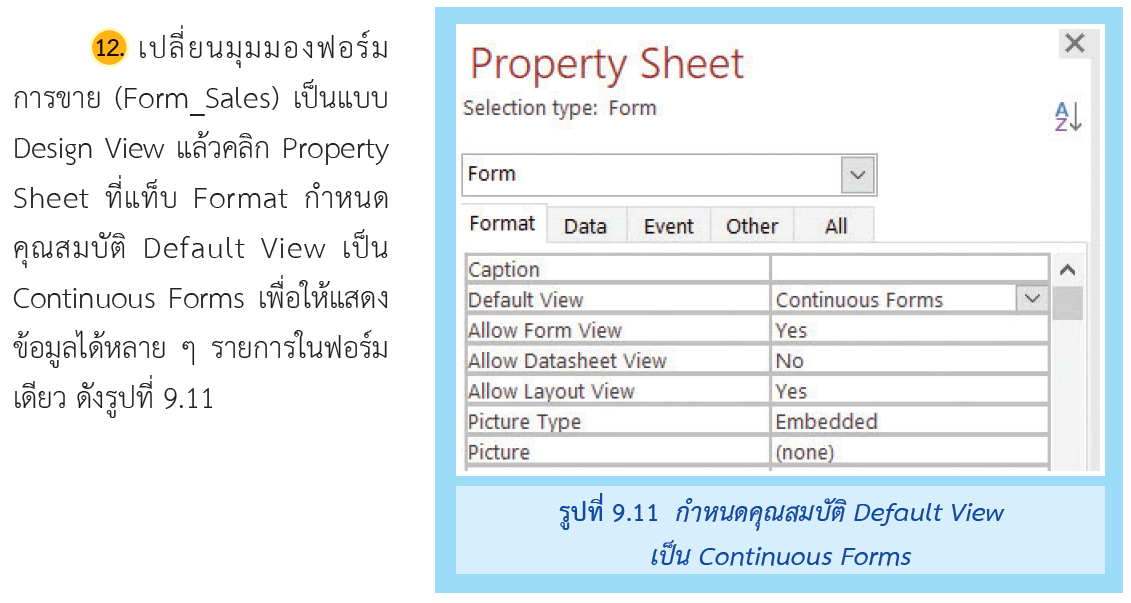 12. เปลี่ยนมุมมองฟอร์ม
การขาย (Form_Sales) เป็นแบบ
Design View แล้วคลิก Property
Sheet ที่แท็บ Format กำหนด
คุณสมบัติ Default View เป็น
Continuous Forms เพื่อให้แสดง
ข้อมูลได้หลาย ๆ รายการในฟอร์ม
เดียว ดังรูปที่ 9.11
Property Sheet
Selection type: Form
Form
Format Data Event Other All
Caption
Default View Continuous Forms
Allow Form View Yes
Allow Datasheet View No
Allow Layout View Yes
Picture Type Embedded
Picture (none)
รูปที่ 9.11 กำหนดคุณสมบัติ Default View
เป็น Continuous Forms